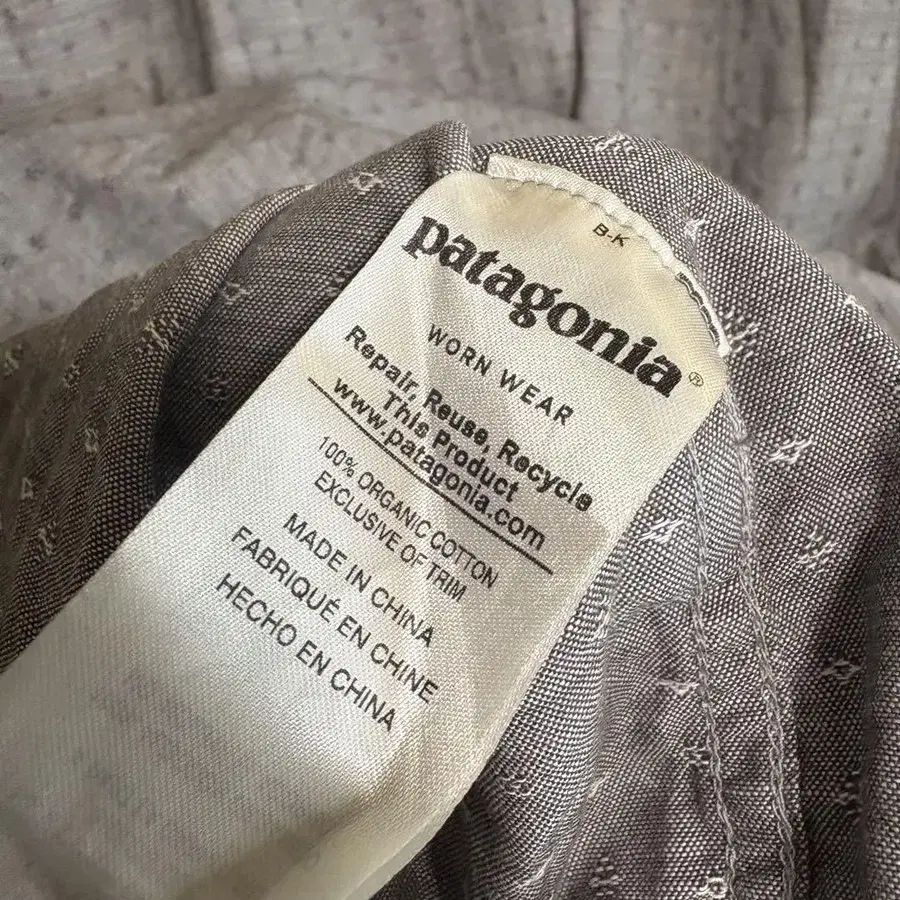 B-K
patagonia®
WORN WEAR
Repair, Reuse, Recycle
This Product
www.patagonia.com
100% ORGANIC COTTON
EXCLUSIVE OF TRIM
MADE IN CHINA
FABRIQUÉ EN CHINE
HECHO EN CHINA